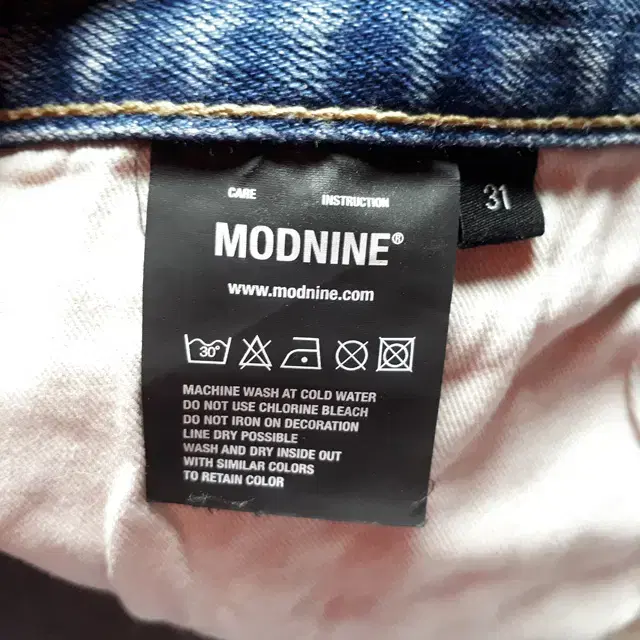 CARE INSTRUCTION
31
MODNINE®
www.modnine.com
30°
MACHINE WASH AT COLD WATER
DO NOT USE CHLORINE BLEACH
DO NOT IRON ON DECORATION
LINE DRY POSSIBLE
WASH AND DRY INSIDE OUT
WITH SIMILAR COLORS
TO RETAIN COLOR